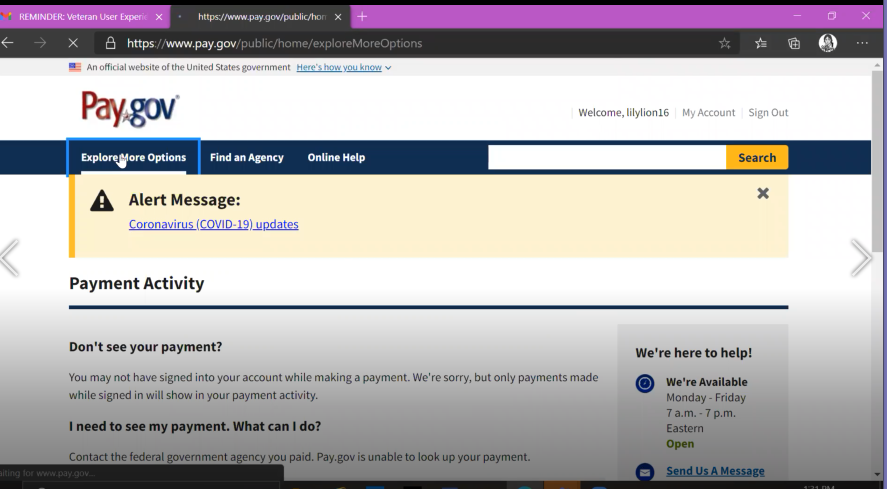 REMINDER: Veteran User Experie
https://www.pay.gov/public/hon
https://www.pay.gov/public/home/exploreMoreOptions
An official website of the United States government Here's how you know
Pay.gov
Welcome, lilylion16 | My Account | Sign Out
Explore More Options Find an Agency Online Help Search
Alert Message:
Coronavirus (COVID-19) updates
Payment Activity
Don't see your payment?
You may not have signed into your account while making a payment. We're sorry, but only payments made
while signed in will show in your payment activity.
I need to see my payment. What can I do?
Contact the federal government agency you paid. Pay.gov is unable to look up your payment.
We're here to help!
We're Available
Monday - Friday
7 a.m. - 7 p.m.
Eastern
Open
Send Us A Message
aiting for www.pay.gov...
1:31 PM